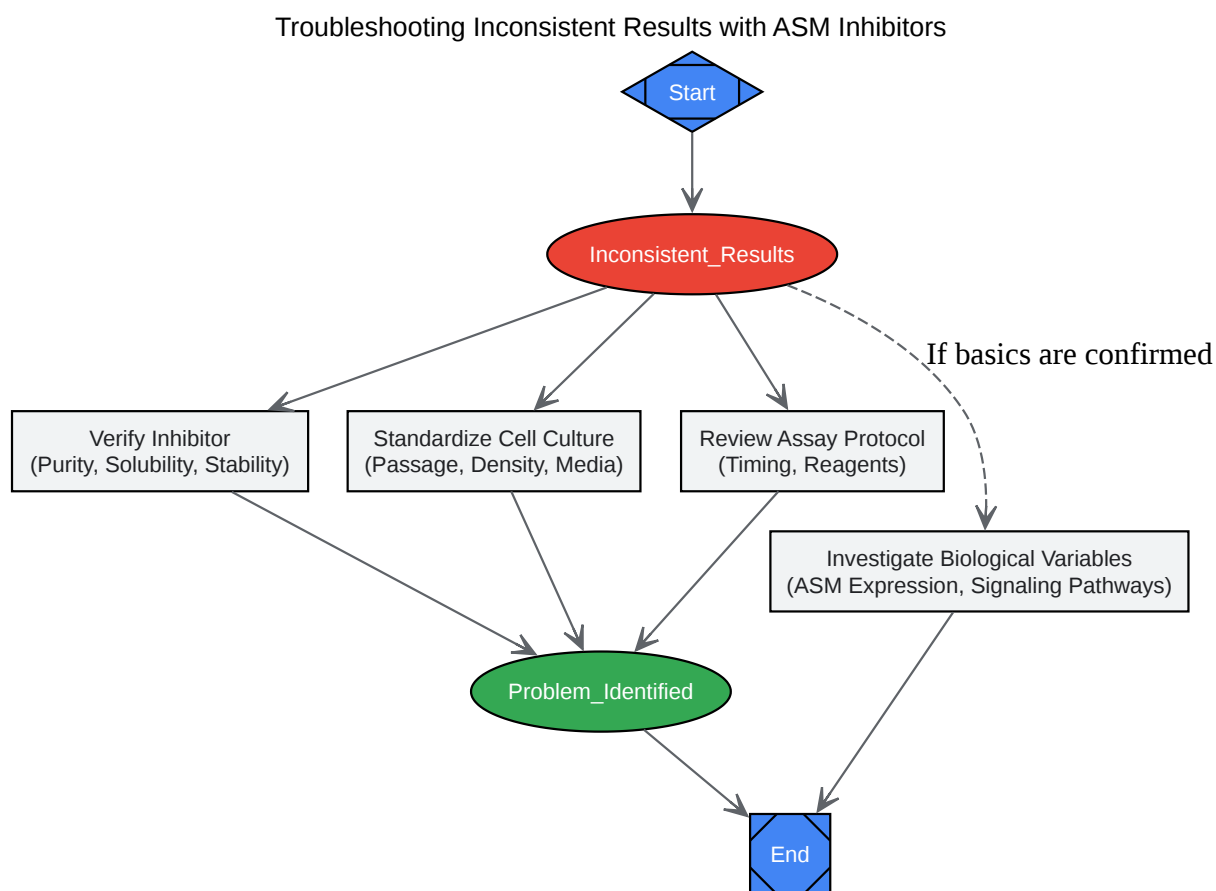 Troubleshooting Inconsistent Results with ASM Inhibitors
Start
Inconsistent_Results
If basics are confirmed
Verify Inhibitor
(Purity, Solubility, Stability)
Standardize Cell Culture
(Passage, Density, Media)
Review Assay Protocol
(Timing, Reagents)
Investigate Biological Variables
(ASM Expression, Signaling Pathways)
Problem_Identified
End